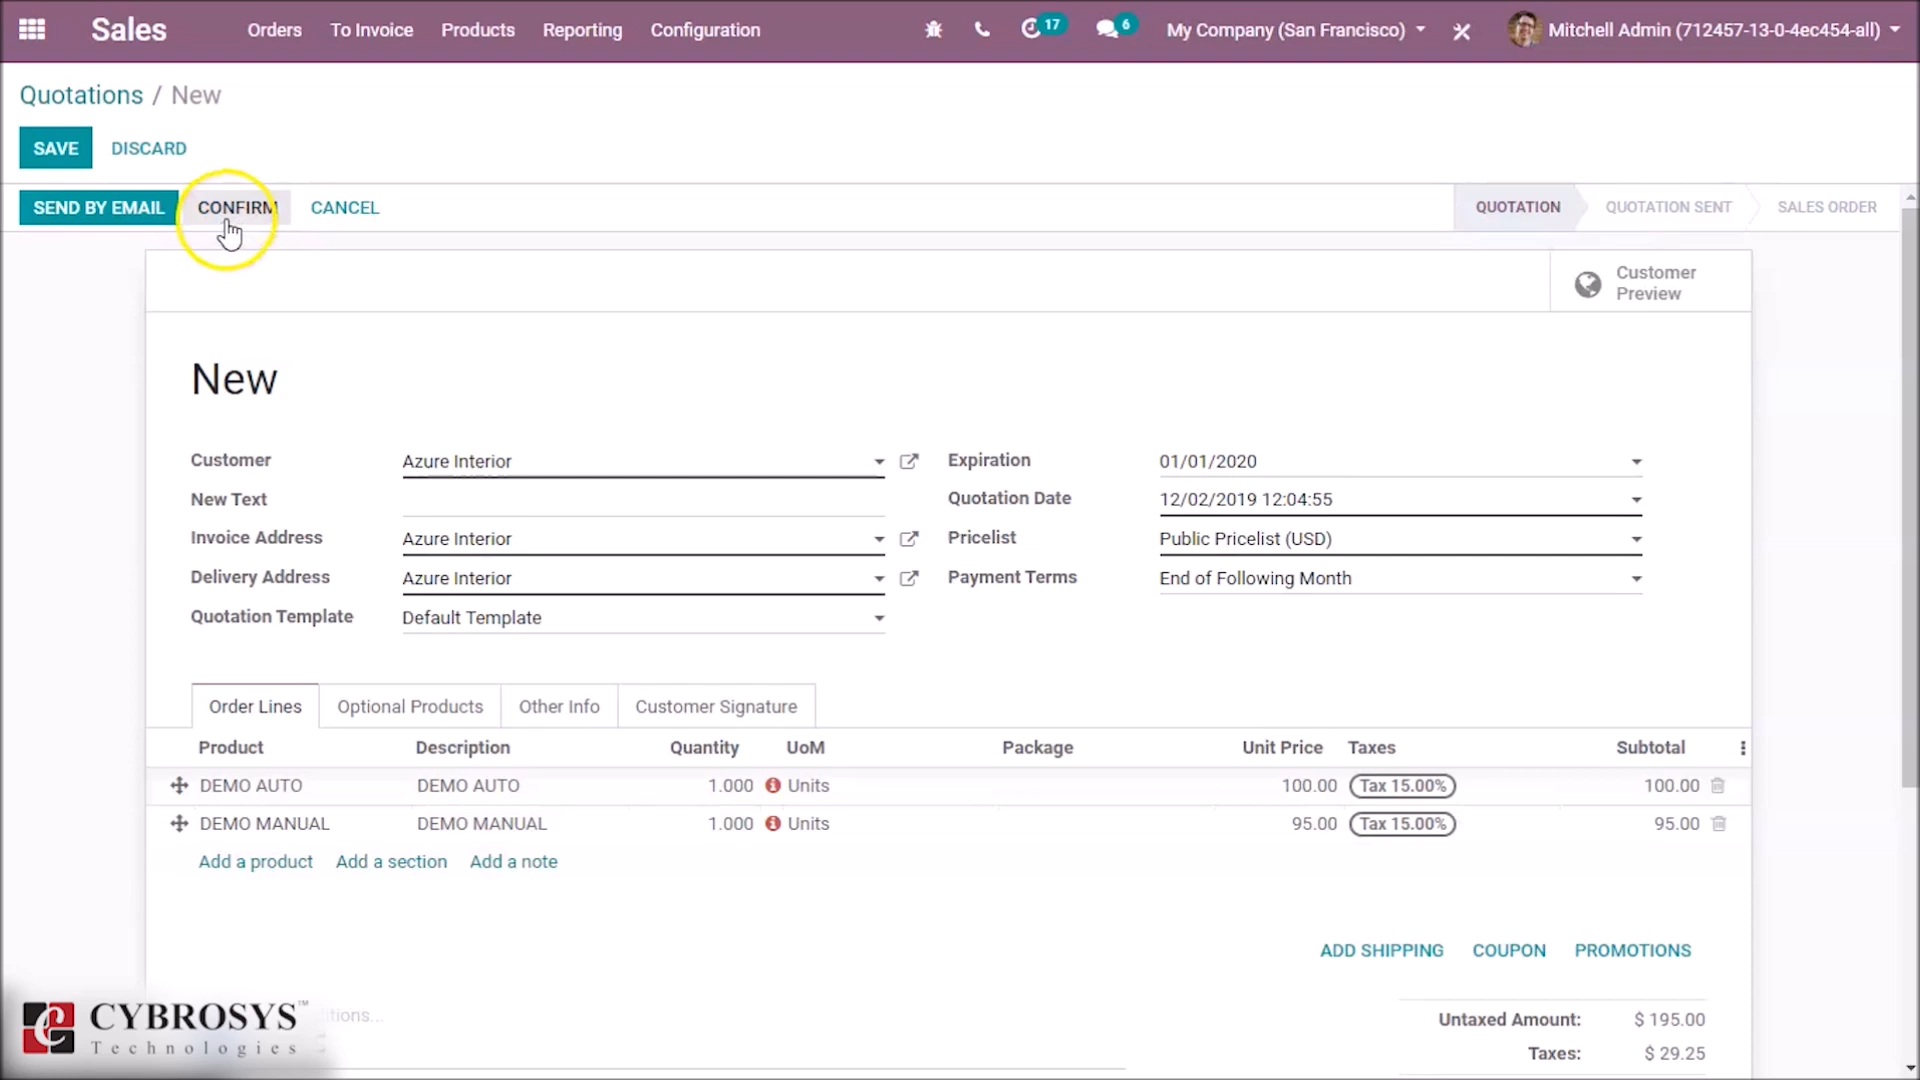 Sales Orders To Invoice Products Reporting Configuration 17 6 My Company (San Francisco) Mitchell Admin (712457-13-0-4ec454-all)
Quotations / New
SAVE DISCARD
SEND BY EMAIL CONFIRM CANCEL QUOTATION QUOTATION SENT SALES ORDER
Customer
Preview
New
Customer Azure Interior Expiration 01/01/2020
New Text Quotation Date 12/02/2019 12:04:55
Invoice Address Azure Interior Pricelist Public Pricelist (USD)
Delivery Address Azure Interior Payment Terms End of Following Month
Quotation Template Default Template
Order Lines Optional Products Other Info Customer Signature
Product Description Quantity UoM Package Unit Price Taxes Subtotal
DEMO AUTO DEMO AUTO 1.000 Units 100.00 Tax 15.00% 100.00
DEMO MANUAL DEMO MANUAL 1.000 Units 95.00 Tax 15.00% 95.00
Add a product Add a section Add a note
ADD SHIPPING COUPON PROMOTIONS
CYBROSYS™
Technologies
Untaxed Amount: $ 195.00
Taxes: $ 29.25